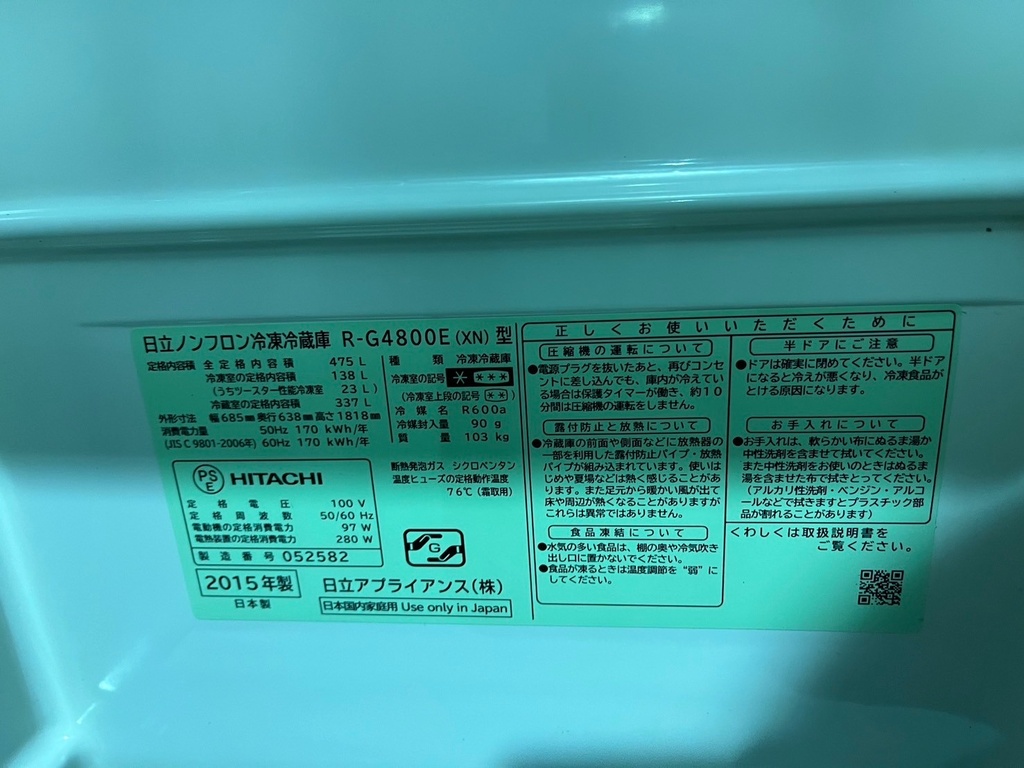 日立ノンフロン冷凍冷蔵庫 R-G4800E(XN)型
定格内容積 全定格内容積 475 L
冷凍室の定格内容積 138 L
(うちツースター性能冷凍室 23 L)
冷蔵室の定格内容積 337 L
外形寸法 幅685㎜奥行638㎜高さ1818㎜
消費電力量 50Hz 170 kWh/年
(JIS C 9801-2006年) 60Hz 170 kWh/年
種類 冷凍冷蔵庫
冷凍室の記号 * ***
(冷凍室上段の記号 **)
冷媒名 R600a
冷媒封入量 90 g
質量 103 kg
PSE HITACHI
定格電圧 100 V
定格周波数 50/60 Hz
電動機の定格消費電力 97 W
電熱装置の定格消費電力 280 W
製造番号 052582
2015年製
日本製
断熱発泡ガス シクロペンタン
温度ヒューズの定格動作温度
76℃(霜取用)
G
日立アプライアンス(株)
日本国内家庭用 Use only in Japan
正しくお使いいただくために
圧縮機の運転について
●電源プラグを抜いたあと、再びコンセ
ントに差し込んでも、庫内が冷えてい
る場合は保護タイマーが働き、約10
分間は圧縮機の運転をしません。
露付防止と放熱について
●冷蔵庫の前面や側面などに放熱器の
一部を利用した露付防止パイプ・放熱
パイプが組み込まれています。使いは
じめや夏場などは熱く感じることがあ
ります。また足元から暖かい風が出て
床や周辺が熱くなることがありますが
これらは異常ではありません。
食品凍結について
●水気の多い食品は、棚の奥や冷気吹き
出し口に置かないでください。
●食品が凍るときは温度調節を“弱”に
してください。
半ドアにご注意
●ドアは確実に閉めてください。半ドア
になると冷えが悪くなり、冷凍食品が
とける原因になります。
お手入れについて
●お手入れは、軟らかい布にぬるま湯か
中性洗剤を含ませて拭いてください。
また中性洗剤をお使いのときはぬるま
湯を含ませた布で拭きとってください。
(アルカリ性洗剤・ベンジン・アルコ
ールなどで拭きますとプラスチック部
品が割れることがあります)
くわしくは取扱説明書を
ご覧ください。